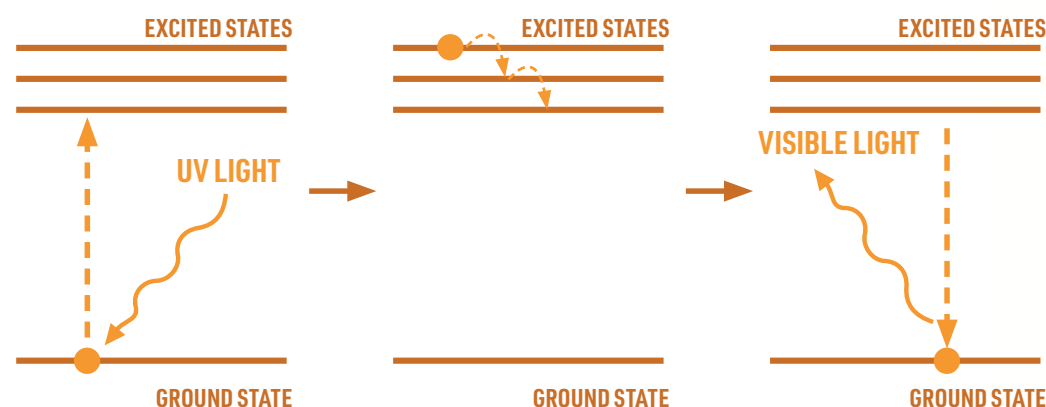 EXCITED STATES
UV LIGHT
GROUND STATE
EXCITED STATES
GROUND STATE
EXCITED STATES
VISIBLE LIGHT
GROUND STATE